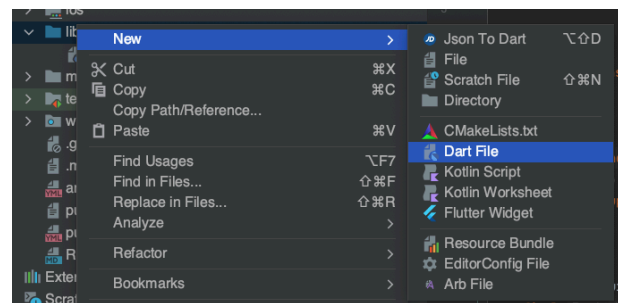 ios
lib
New >
Cut ⌘X
Copy ⌘C
Copy Path/Reference...
Paste ⌘V
Find Usages ⌥F7
Find in Files... ⇧⌘F
Replace in Files... ⇧⌘R
Analyze >
Refactor >
Bookmarks >
Json To Dart ⌥⇧D
File
Scratch File ⇧⌘N
Directory
CMakeLists.txt
Dart File
Kotlin Script
Kotlin Worksheet
Flutter Widget
Resource Bundle
EditorConfig File
Arb File